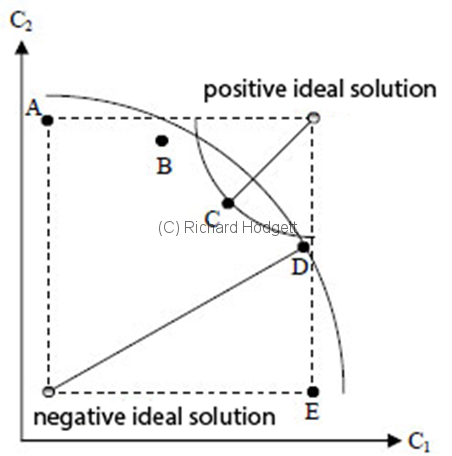 C2
positive ideal solution
A
B
C
(C) Richard Hodgett
D
negative ideal solution
E
C1